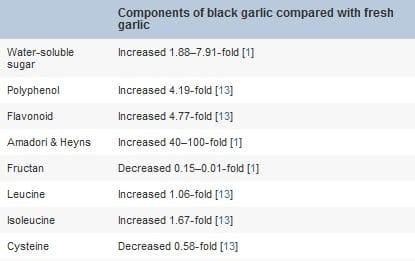 Components of black garlic compared with fresh
garlic
Water-soluble Increased 1.88–7.91-fold [1]
sugar
Polyphenol Increased 4.19-fold [13]
Flavonoid Increased 4.77-fold [13]
Amadori & Heyns Increased 40–100-fold [1]
Fructan Decreased 0.15–0.01-fold [1]
Leucine Increased 1.06-fold [13]
Isoleucine Increased 1.67-fold [13]
Cysteine Decreased 0.58-fold [13]